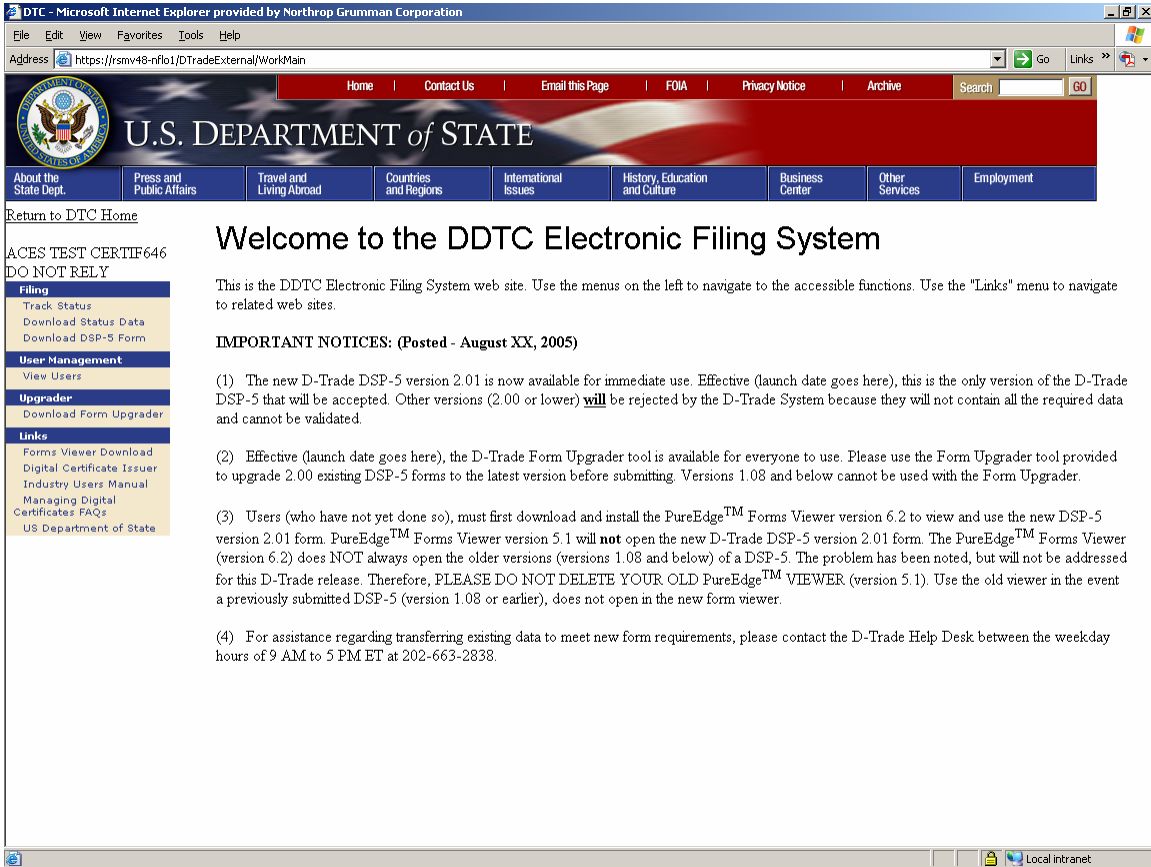 DTC - Microsoft Internet Explorer provided by Northrop Grumman Corporation
File Edit View Favorites Tools Help
Address https://rsmv48-nflo1/DTradeExternal/WorkMain Go Links »
Home | Contact Us | Email this Page | FOIA | Privacy Notice | Archive Search GO
DEPARTMENT OF STATE
UNITED STATES OF AMERICA
U.S. DEPARTMENT of STATE
About the State Dept.
Press and Public Affairs
Travel and Living Abroad
Countries and Regions
International Issues
History, Education and Culture
Business Center
Other Services
Employment
Return to DTC Home
ACES TEST CERTIF646
DO NOT RELY
Filing
Track Status
Download Status Data
Download DSP-5 Form
User Management
View Users
Upgrader
Download Form Upgrader
Links
Forms Viewer Download
Digital Certificate Issuer
Industry Users Manual
Managing Digital
Certificates FAQs
US Department of State
Welcome to the DDTC Electronic Filing System
This is the DDTC Electronic Filing System web site. Use the menus on the left to navigate to the accessible functions. Use the "Links" menu to navigate
to related web sites.
IMPORTANT NOTICES: (Posted - August XX, 2005)
(1) The new D-Trade DSP-5 version 2.01 is now available for immediate use. Effective (launch date goes here), this is the only version of the D-Trade
DSP-5 that will be accepted. Other versions (2.00 or lower) will be rejected by the D-Trade System because they will not contain all the required data
and cannot be validated.
(2) Effective (launch date goes here), the D-Trade Form Upgrader tool is available for everyone to use. Please use the Form Upgrader tool provided
to upgrade 2.00 existing DSP-5 forms to the latest version before submitting. Versions 1.08 and below cannot be used with the Form Upgrader.
(3) Users (who have not yet done so), must first download and install the PureEdge™ Forms Viewer version 6.2 to view and use the new DSP-5
version 2.01 form. PureEdge™ Forms Viewer version 5.1 will not open the new D-Trade DSP-5 version 2.01 form. The PureEdge™ Forms Viewer
(version 6.2) does NOT always open the older versions (versions 1.08 and below) of a DSP-5. The problem has been noted, but will not be addressed
for this D-Trade release. Therefore, PLEASE DO NOT DELETE YOUR OLD PureEdge™ VIEWER (version 5.1). Use the old viewer in the event
a previously submitted DSP-5 (version 1.08 or earlier), does not open in the new form viewer.
(4) For assistance regarding transferring existing data to meet new form requirements, please contact the D-Trade Help Desk between the weekday
hours of 9 AM to 5 PM ET at 202-663-2838.
Local intranet